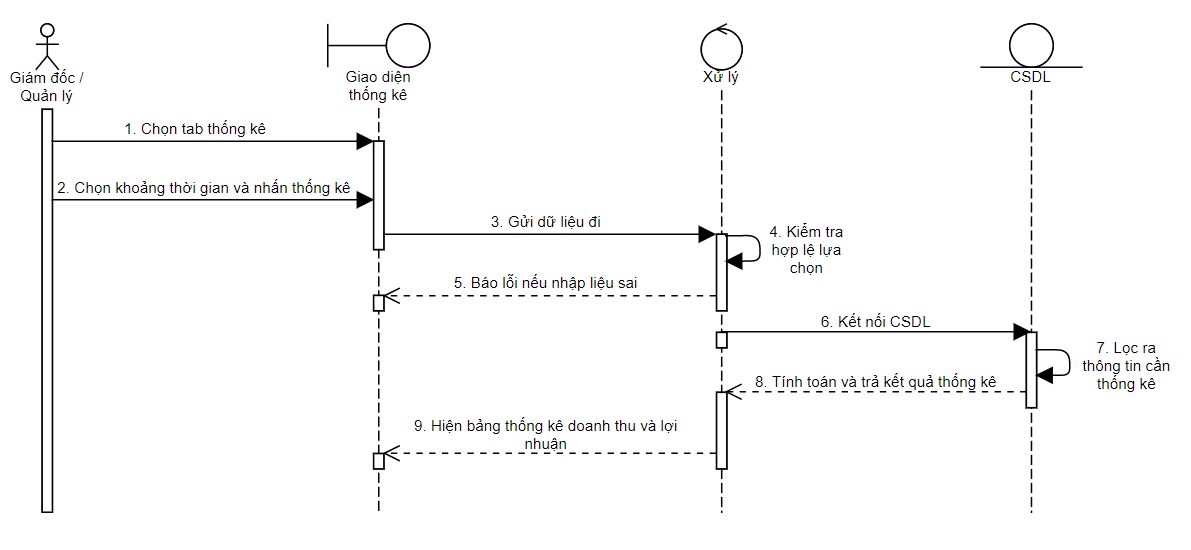 Giám đốc /
Quản lý
Giao diện
thống kê
Xử lý
CSDL
1. Chọn tab thống kê
2. Chọn khoảng thời gian và nhấn thống kê
3. Gửi dữ liệu đi
4. Kiểm tra
hợp lệ lựa
chọn
5. Báo lỗi nếu nhập liệu sai
6. Kết nối CSDL
7. Lọc ra
thông tin cần
thống kê
8. Tính toán và trả kết quả thống kê
9. Hiện bảng thống kê doanh thu và lợi
nhuận